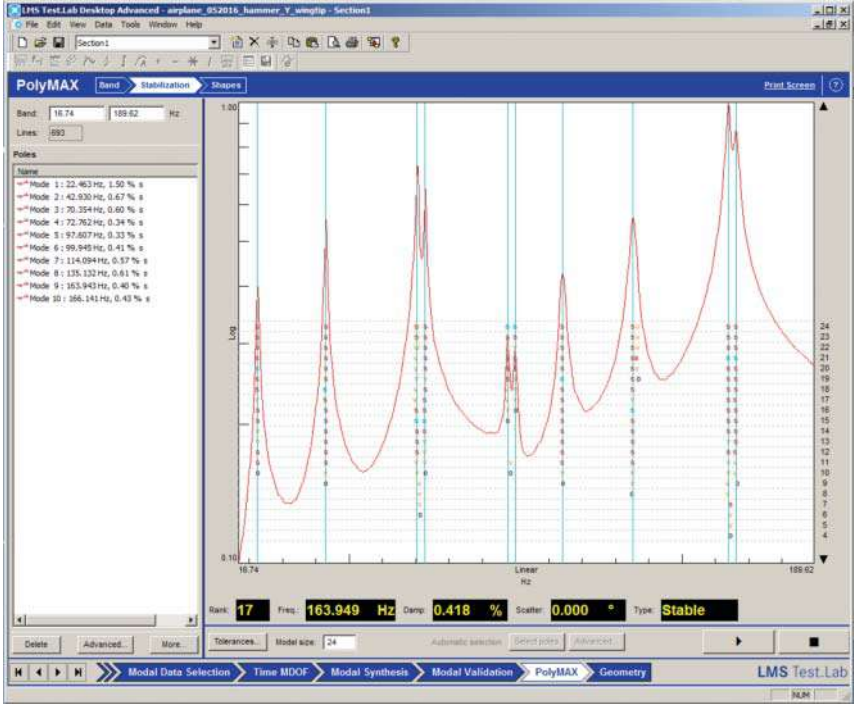 LMS Test.Lab Desktop Advanced - airplane_052016_hammer_Y_wingtip - Section1
File Edit View Data Tools Window Help
Section1
PolyMAX Band Stabilization Shapes Print Screen
Band: 16.74 189.62 Hz
Lines: 693
Poles
Name
Mode 1 : 22.463 Hz, 1.50 % s
Mode 2 : 42.930 Hz, 0.67 % s
Mode 3 : 70.354 Hz, 0.60 % s
Mode 4 : 72.762 Hz, 0.34 % s
Mode 5 : 97.607 Hz, 0.33 % s
Mode 6 : 99.945 Hz, 0.41 % s
Mode 7 : 114.094 Hz, 0.57 % s
Mode 8 : 135.132 Hz, 0.61 % s
Mode 9 : 163.943 Hz, 0.40 % s
Mode 10 : 166.141 Hz, 0.43 % s
1.00
Log
0.10
24
23
22
21
20
19
18
17
16
15
14
13
12
11
10
9
8
7
6
5
4
16.74 Linear 189.62
Hz
Rank: 17 Freq.: 163.949 Hz Damp: 0.418 % Scatter: 0.000 ° Type: Stable
Delete Advanced... More...
Tolerances... Model size: 24 Automatic selection Select poles Advanced...
Modal Data Selection Time MDOF Modal Synthesis Modal Validation PolyMAX Geometry LMS Test.Lab
NUM